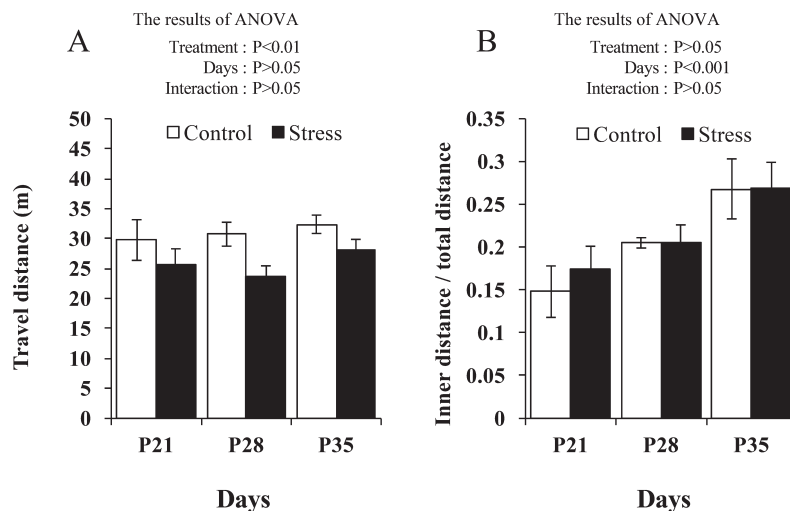 A
The results of ANOVA
Treatment : P<0.01
Days : P>0.05
Interaction : P>0.05
Control Stress
Travel distance (m)
50
45
40
35
30
25
20
15
10
5
0
P21 P28 P35
Days
B
The results of ANOVA
Treatment : P>0.05
Days : P<0.001
Interaction : P>0.05
Control Stress
Inner distance / total distance
0.35
0.3
0.25
0.2
0.15
0.1
0.05
0
P21 P28 P35
Days